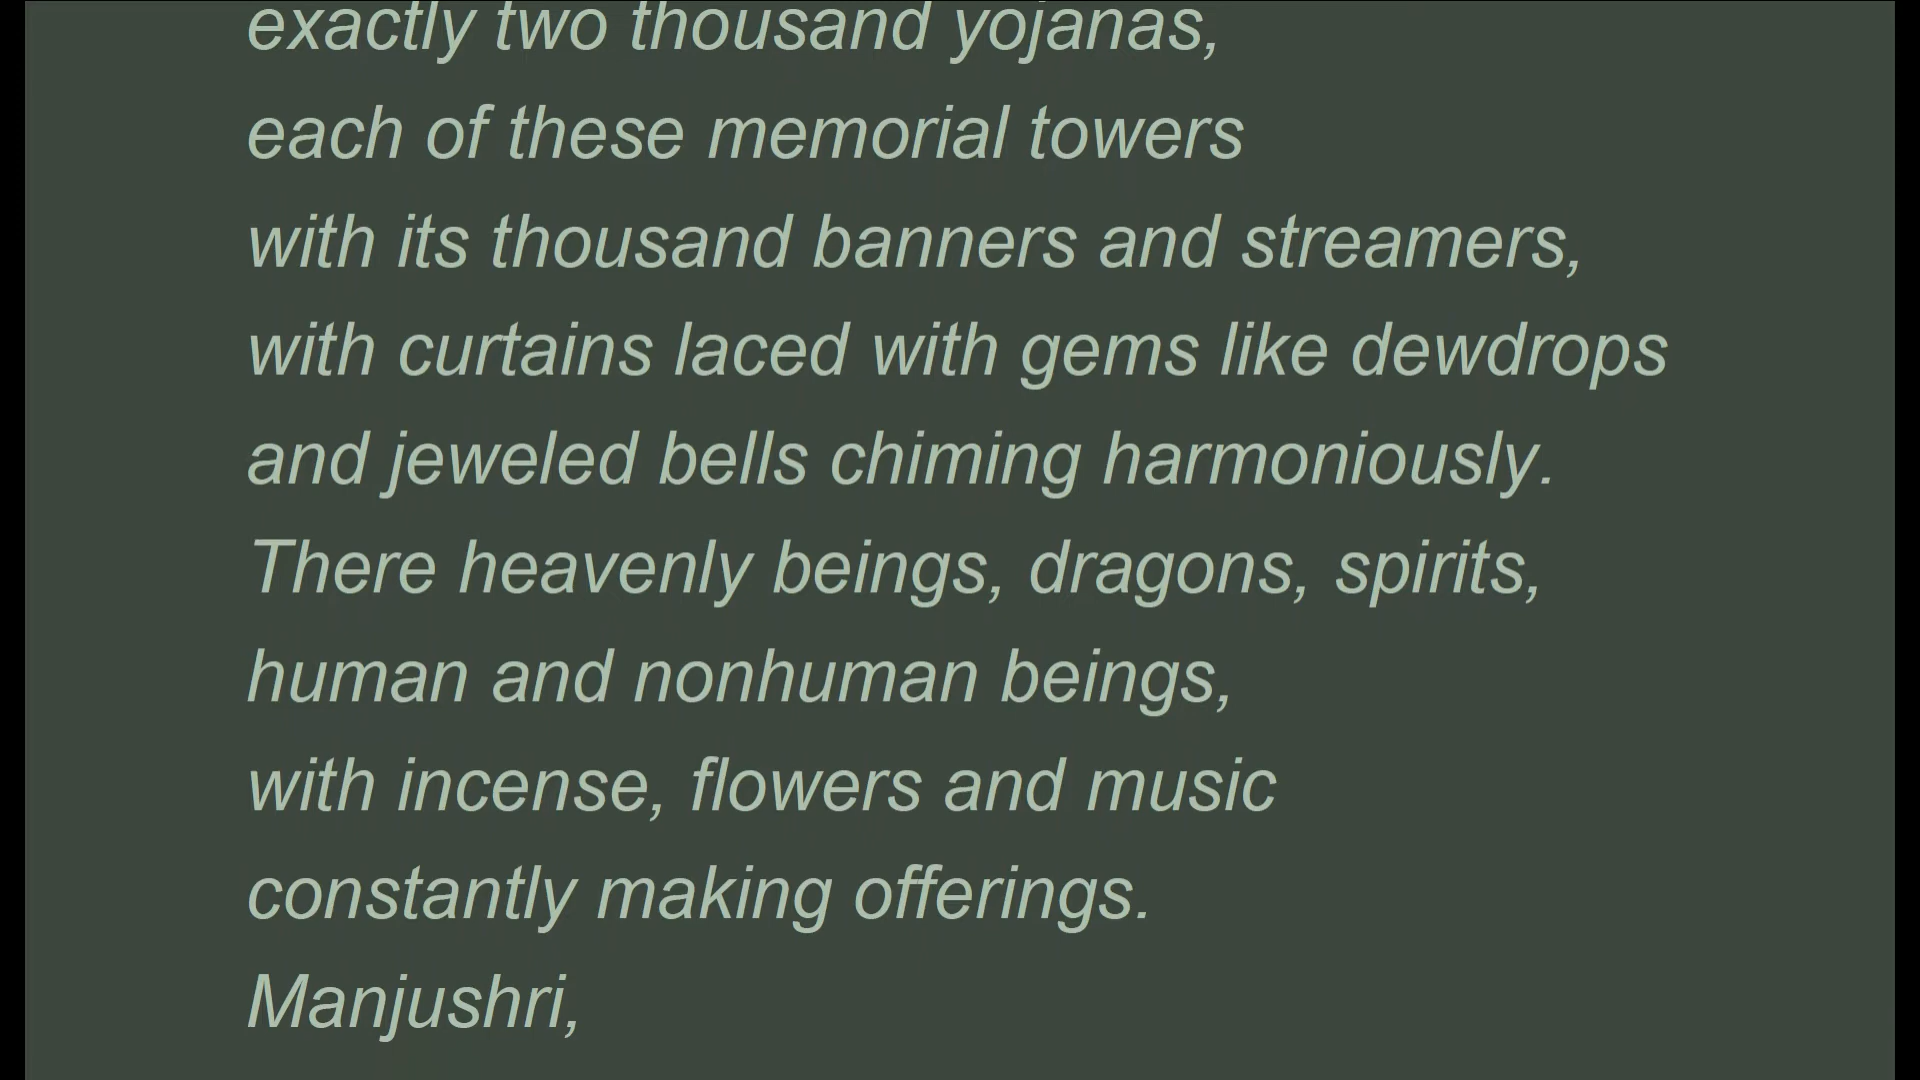 exactly two thousand yojanas,
each of these memorial towers
with its thousand banners and streamers,
with curtains laced with gems like dewdrops
and jeweled bells chiming harmoniously.
There heavenly beings, dragons, spirits,
human and nonhuman beings,
with incense, flowers and music
constantly making offerings.
Manjushri,